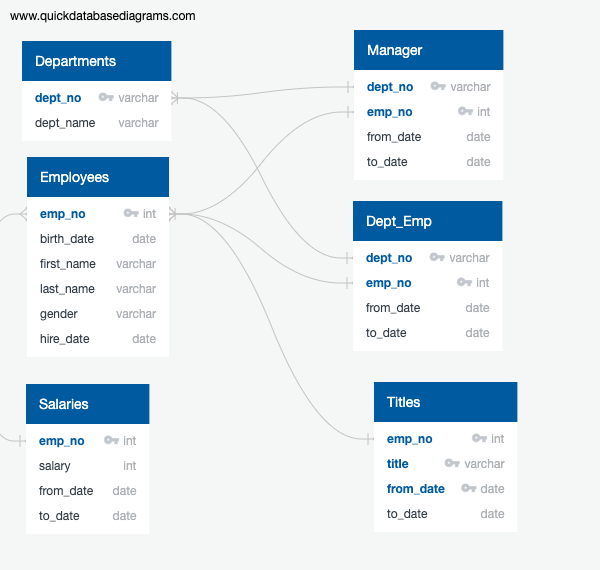 www.quickdatabasediagrams.com
Departments
dept_no varchar
dept_name varchar
Employees
emp_no int
birth_date date
first_name varchar
last_name varchar
gender varchar
hire_date date
Salaries
emp_no int
salary int
from_date date
to_date date
Manager
dept_no varchar
emp_no int
from_date date
to_date date
Dept_Emp
dept_no varchar
emp_no int
from_date date
to_date date
Titles
emp_no int
title varchar
from_date date
to_date date